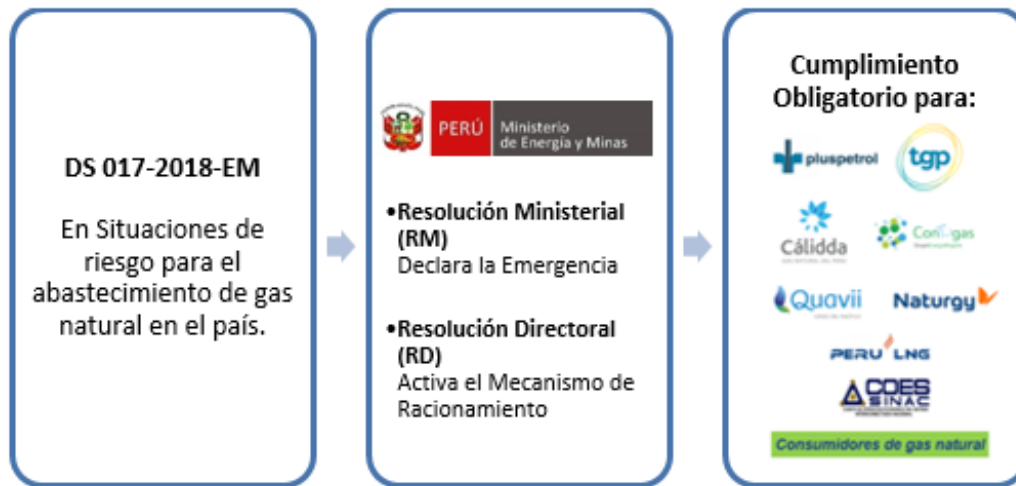 DS 017-2018-EM
En Situaciones de
riesgo para el
abastecimiento de gas
natural en el país.
PERÚ
Ministerio
de Energía y Minas
•Resolución Ministerial
(RM)
Declara la Emergencia
•Resolución Directoral
(RD)
Activa el Mecanismo de
Racionamiento
Cumplimiento
Obligatorio para:
pluspetrol
tgp
Cálidda
Contugas
Quavii
Naturgy
PERU LNG
COES
SINAC
Consumidores de gas natural